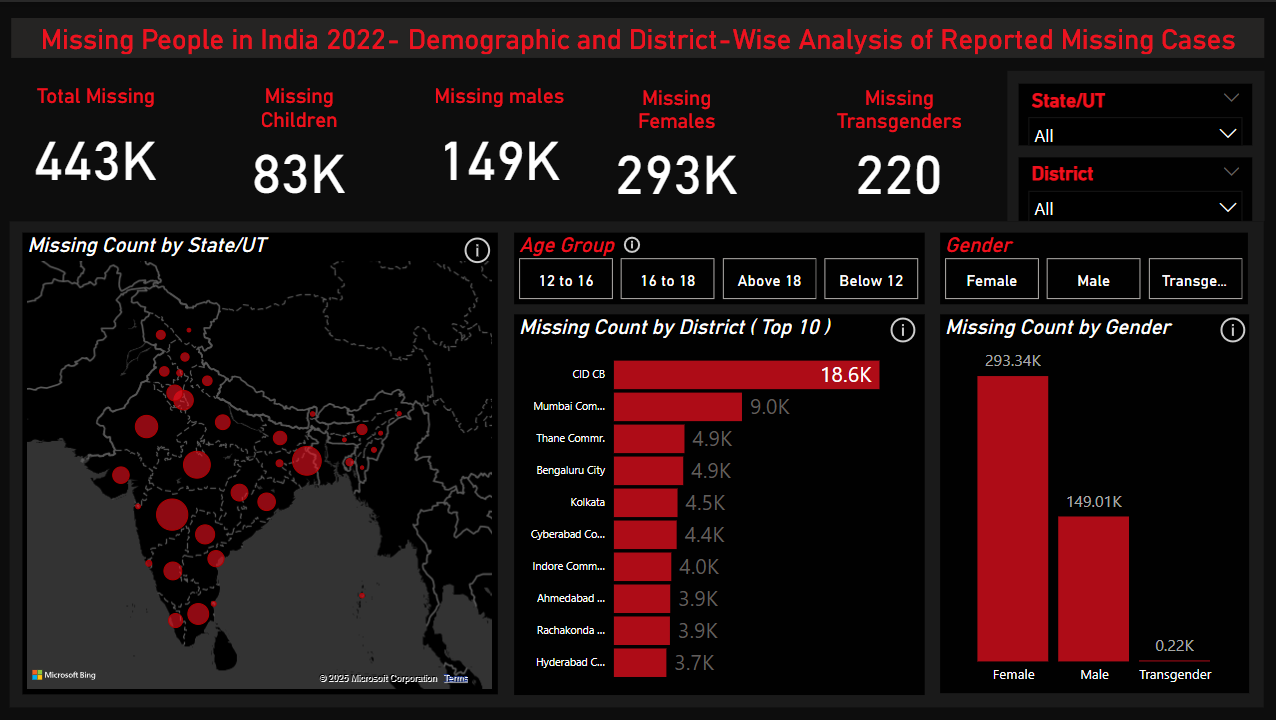 Missing People in India 2022- Demographic and District-Wise Analysis of Reported Missing Cases
Total Missing
443K
Missing
Children
83K
Missing males
149K
Missing
Females
293K
Missing
Transgenders
220
State/UT
All
District
All
Missing Count by State/UT
Microsoft Bing
© 2025 Microsoft Corporation Terms
Age Group
12 to 16
16 to 18
Above 18
Below 12
Gender
Female
Male
Transge...
Missing Count by District ( Top 10 )
CID CB 18.6K
Mumbai Com... 9.0K
Thane Commr. 4.9K
Bengaluru City 4.9K
Kolkata 4.5K
Cyberabad Co... 4.4K
Indore Comm... 4.0K
Ahmedabad ... 3.9K
Rachakonda ... 3.9K
Hyderabad C... 3.7K
Missing Count by Gender
293.34K
149.01K
0.22K
Female Male Transgender